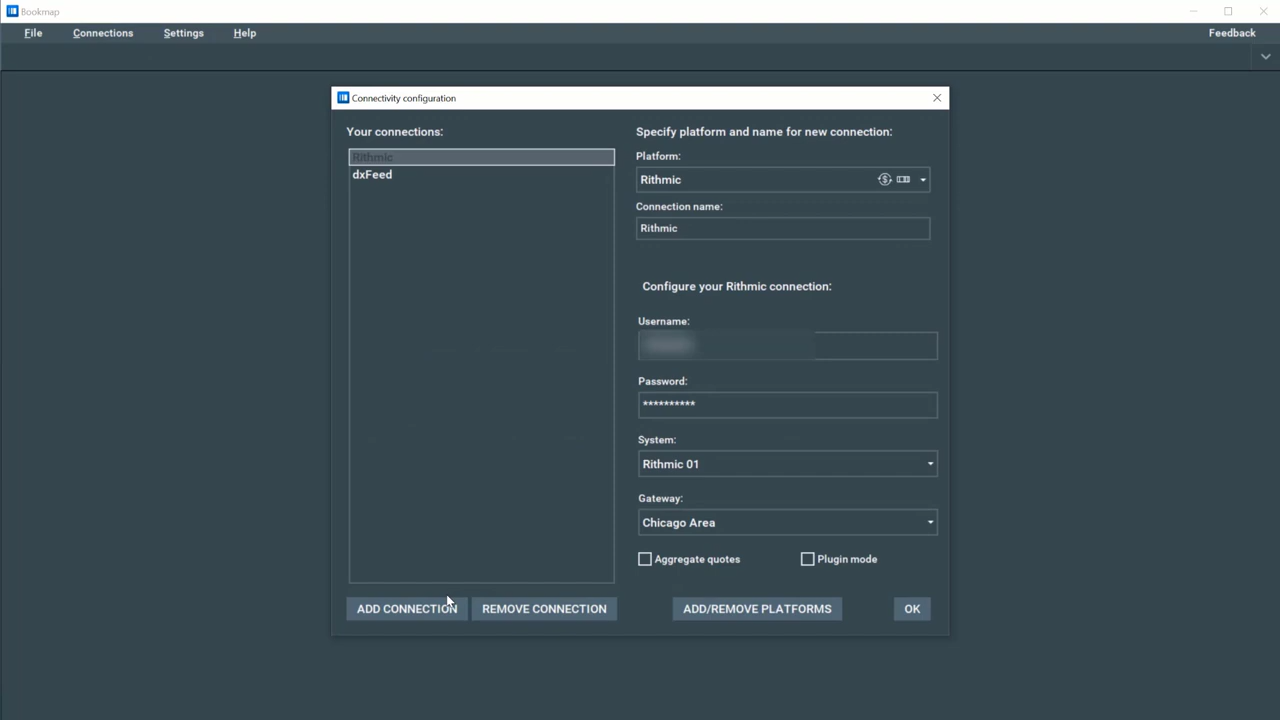 Bookmap
File Connections Settings Help Feedback
Connectivity configuration
Your connections:
Rithmic
dxFeed
ADD CONNECTION REMOVE CONNECTION
Specify platform and name for new connection:
Platform:
Rithmic
Connection name:
Rithmic
Configure your Rithmic connection:
Username:
Password:
**********
System:
Rithmic 01
Gateway:
Chicago Area
Aggregate quotes Plugin mode
ADD/REMOVE PLATFORMS OK